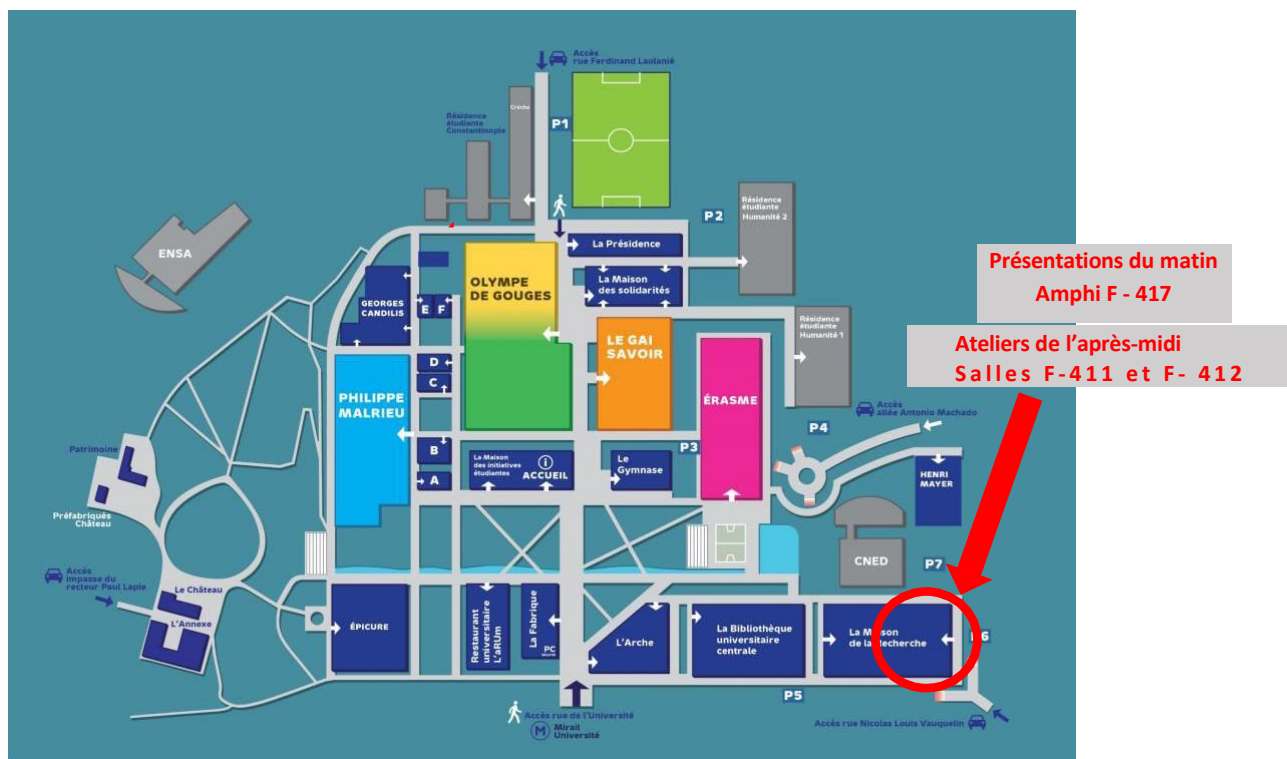 Accès
rue Ferdinand Laulanié
Crèche
P1
Résidence
étudiante
Constantinople
P2
Résidence
étudiante
Humanité 2
La Présidence
ENSA
OLYMPE
DE GOUGES
La Maison
des solidarités
GEORGES
CANDILIS
E
F
Présentations du matin
Amphi F - 417
Ateliers de l’après-midi
Salles F-411 et F- 412
LE GAI
SAVOIR
Résidence
étudiante
Humanité 1
D
C
PHILIPPE
MALRIEU
ÉRASME
Accès
allée Antonio Machado
P4
P3
Patrimoine
B
A
La Maison
des initiatives
étudiantes
i
ACCUEIL
Le
Gymnase
HENRI
MAYER
Préfabriqués
Château
CNED
P7
Accès
impasse du
recteur Paul Lapie
Le Château
L'Annexe
ÉPICURE
Restaurant
universitaire
L'aRUm
La Fabrique
PC
L'Arche
La Bibliothèque
universitaire
centrale
La Maison
de la Recherche
P6
P5
Accès rue de l'Université
M
Mirail
Université
Accès rue Nicolas Louis Vauquelin